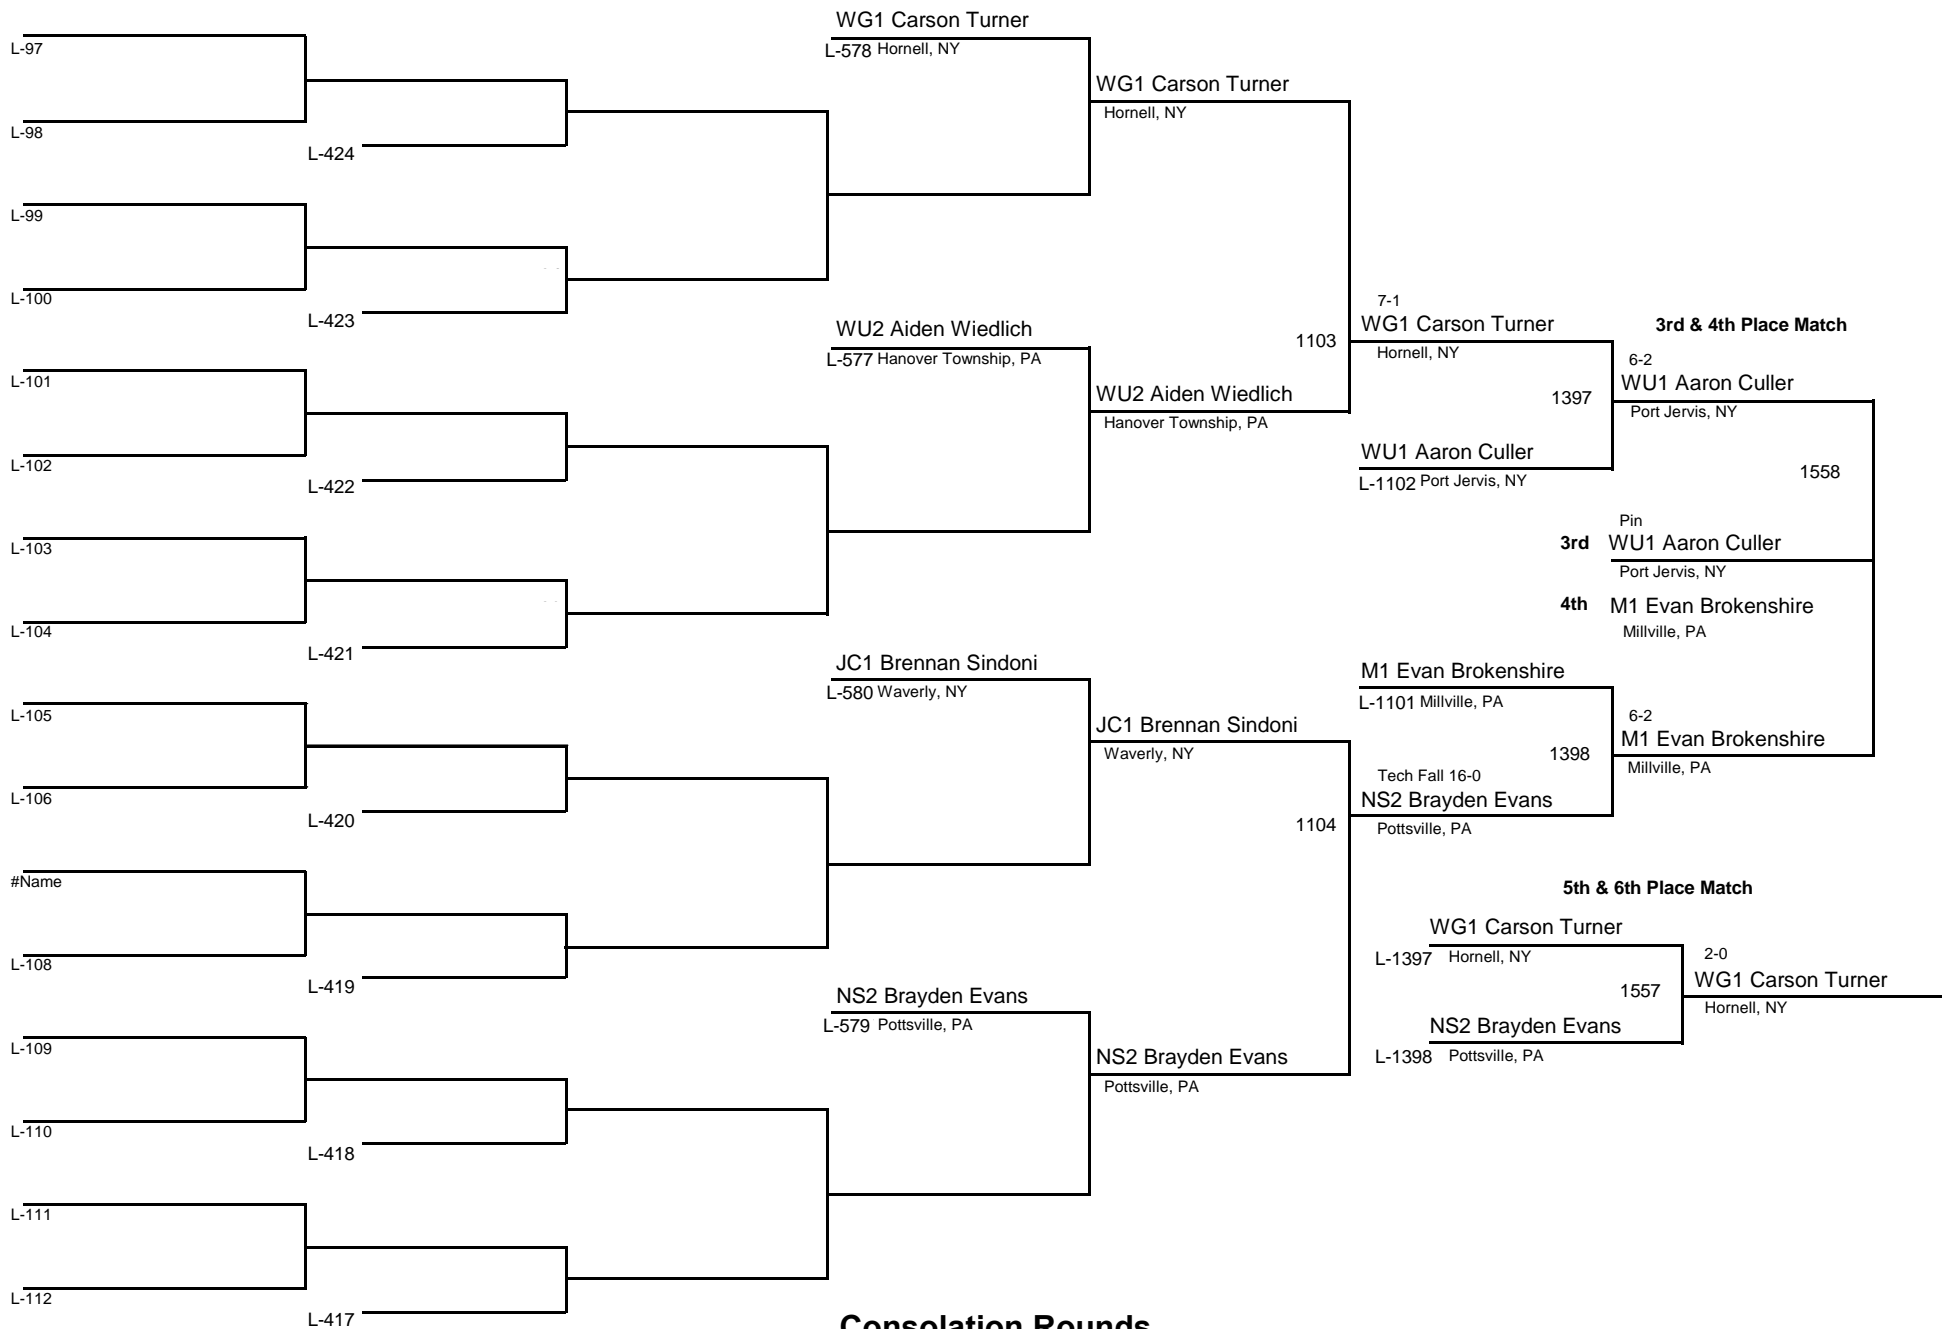 L-97
L-98
L-424
L-99
L-100
L-423
L-101
L-102
L-422
L-103
L-104
L-421
L-105
L-106
L-420
#Name
L-108
L-419
L-109
L-110
L-418
L-111
L-112
L-417
WG1 Carson Turner
L-578 Hornell, NY
WU2 Aiden Wiedlich
L-577 Hanover Township, PA
JC1 Brennan Sindoni
L-580 Waverly, NY
NS2 Brayden Evans
L-579 Pottsville, PA
WG1 Carson Turner
Hornell, NY
1103
WU2 Aiden Wiedlich
Hanover Township, PA
JC1 Brennan Sindoni
Waverly, NY
1104
NS2 Brayden Evans
Pottsville, PA
7-1
WG1 Carson Turner
Hornell, NY
1397
WU1 Aaron Culler
L-1102 Port Jervis, NY
M1 Evan Brokenshire
L-1101 Millville, PA
1398
Tech Fall 16-0
NS2 Brayden Evans
Pottsville, PA
3rd & 4th Place Match
6-2
WU1 Aaron Culler
Port Jervis, NY
1558
Pin
3rd WU1 Aaron Culler
Port Jervis, NY
4th M1 Evan Brokenshire
Millville, PA
6-2
M1 Evan Brokenshire
Millville, PA
5th & 6th Place Match
WG1 Carson Turner
L-1397 Hornell, NY
1557
NS2 Brayden Evans
L-1398 Pottsville, PA
2-0
WG1 Carson Turner
Hornell, NY
Consolation Rounds